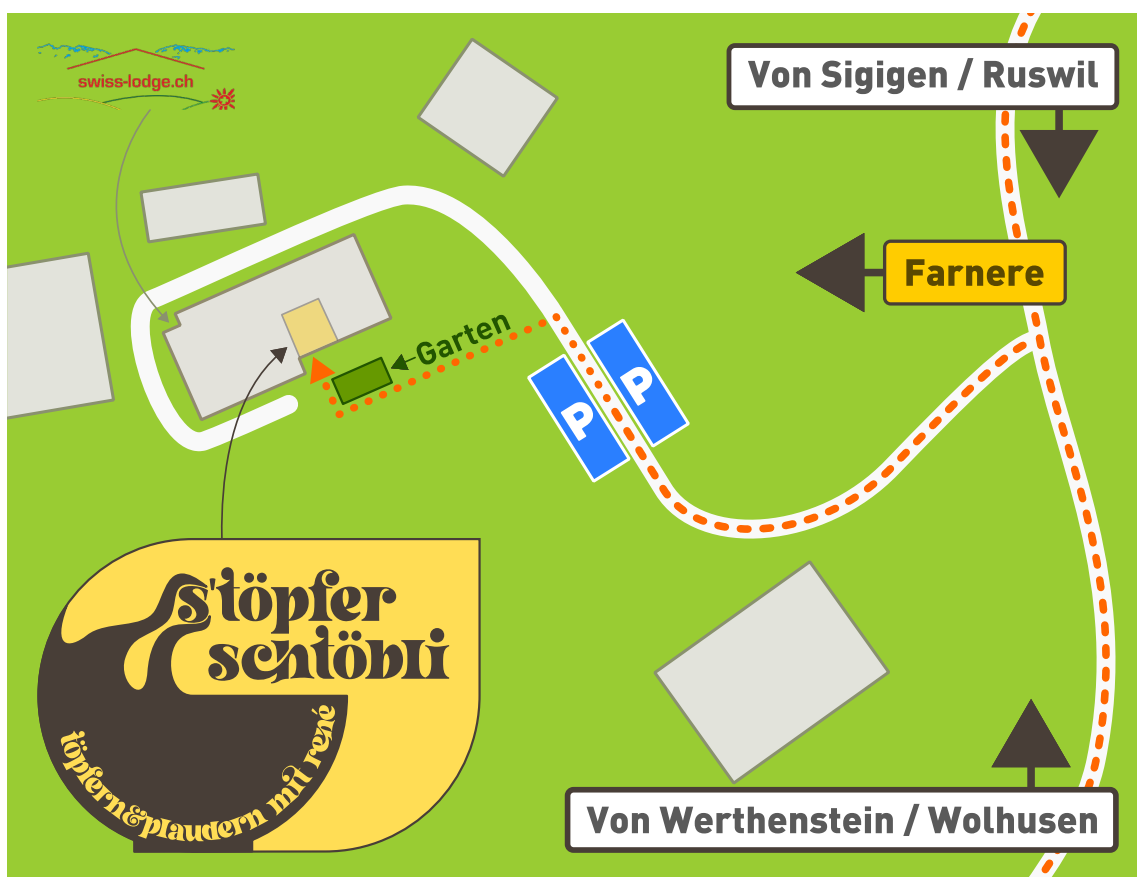 swiss-lodge.ch
Von Sigigen / Ruswil
Farnere
Garten
P
P
s'töpfer
schtöbli
töpfern&plaudern mit rené
Von Werthenstein / Wolhusen